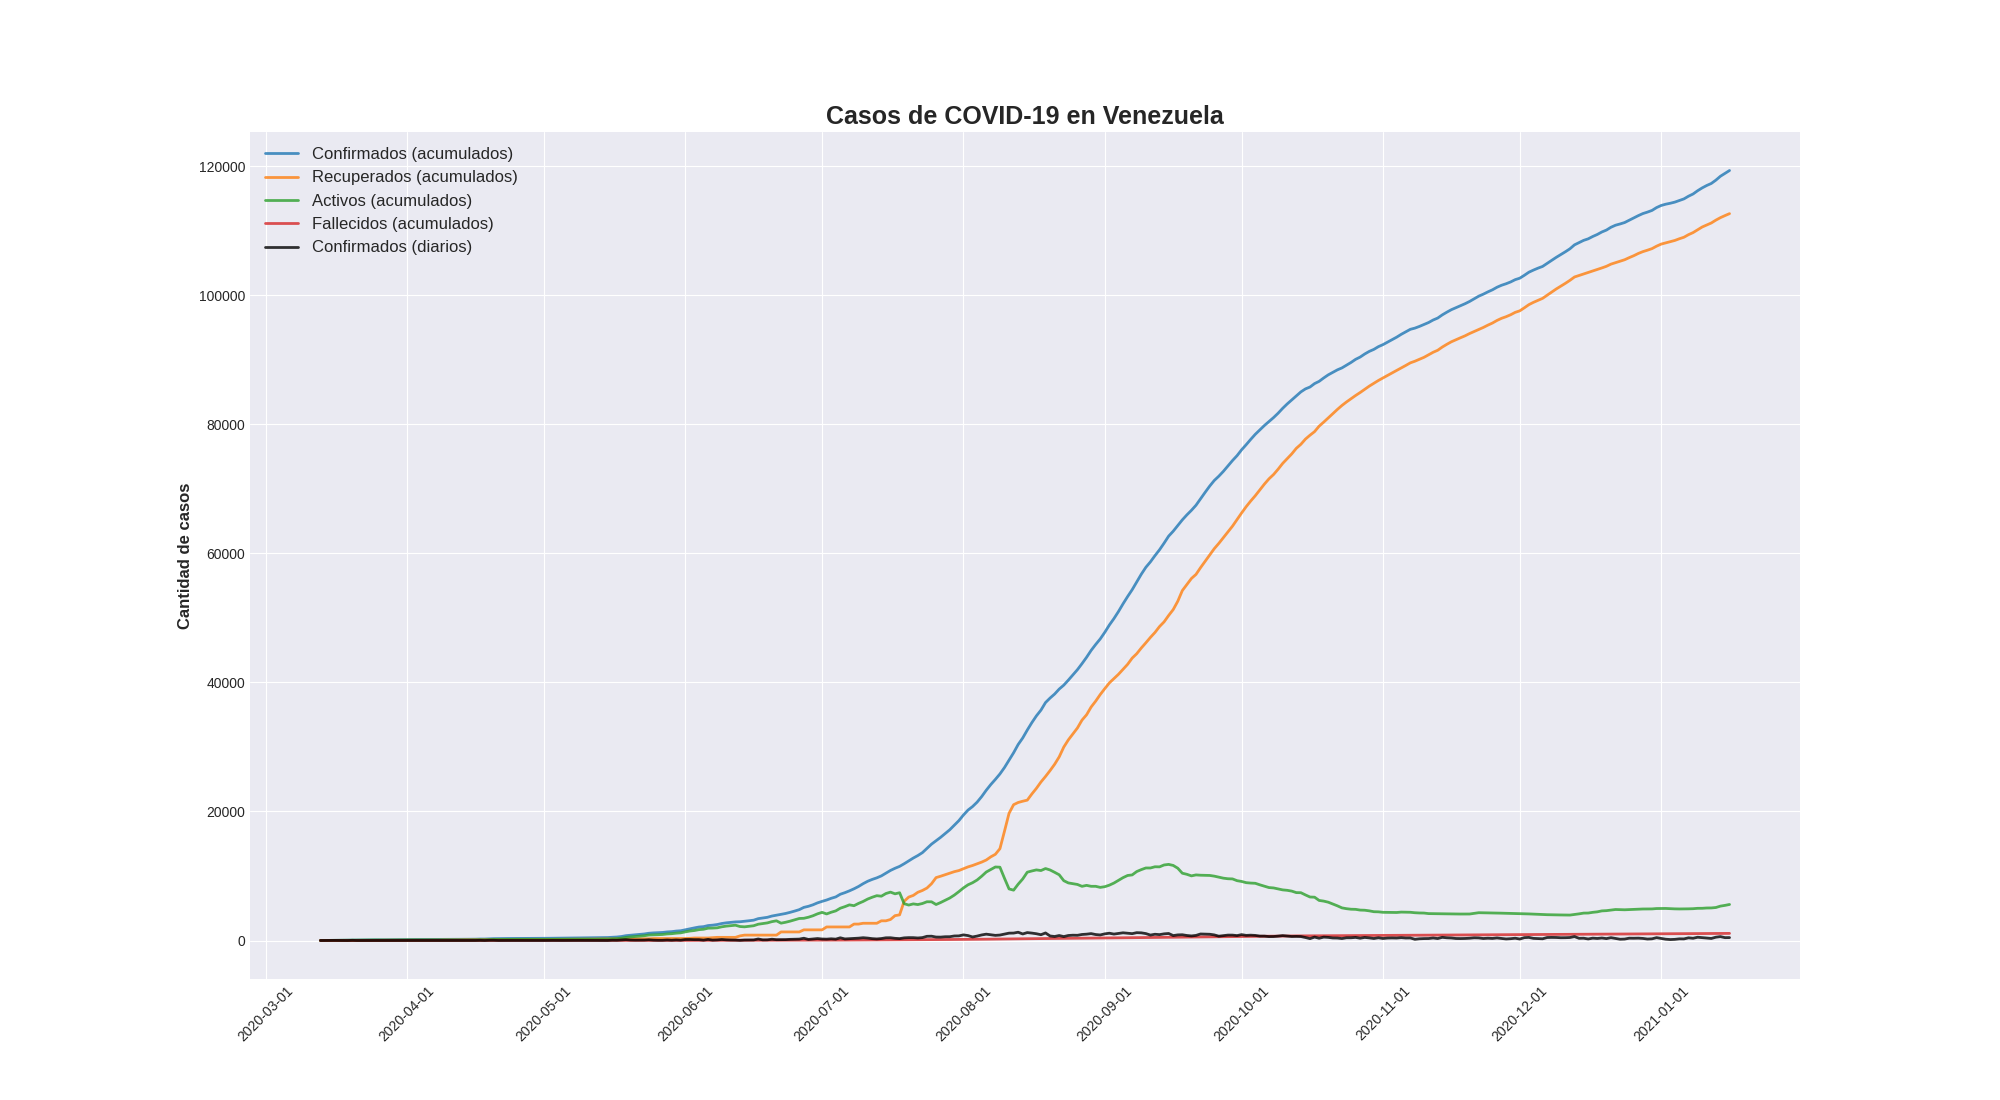 Casos de COVID-19 en Venezuela
Confirmados (acumulados)
Recuperados (acumulados)
Activos (acumulados)
Fallecidos (acumulados)
Confirmados (diarios)
Cantidad de casos
120000
100000
80000
60000
40000
20000
0
2020-03-01
2020-04-01
2020-05-01
2020-06-01
2020-07-01
2020-08-01
2020-09-01
2020-10-01
2020-11-01
2020-12-01
2021-01-01